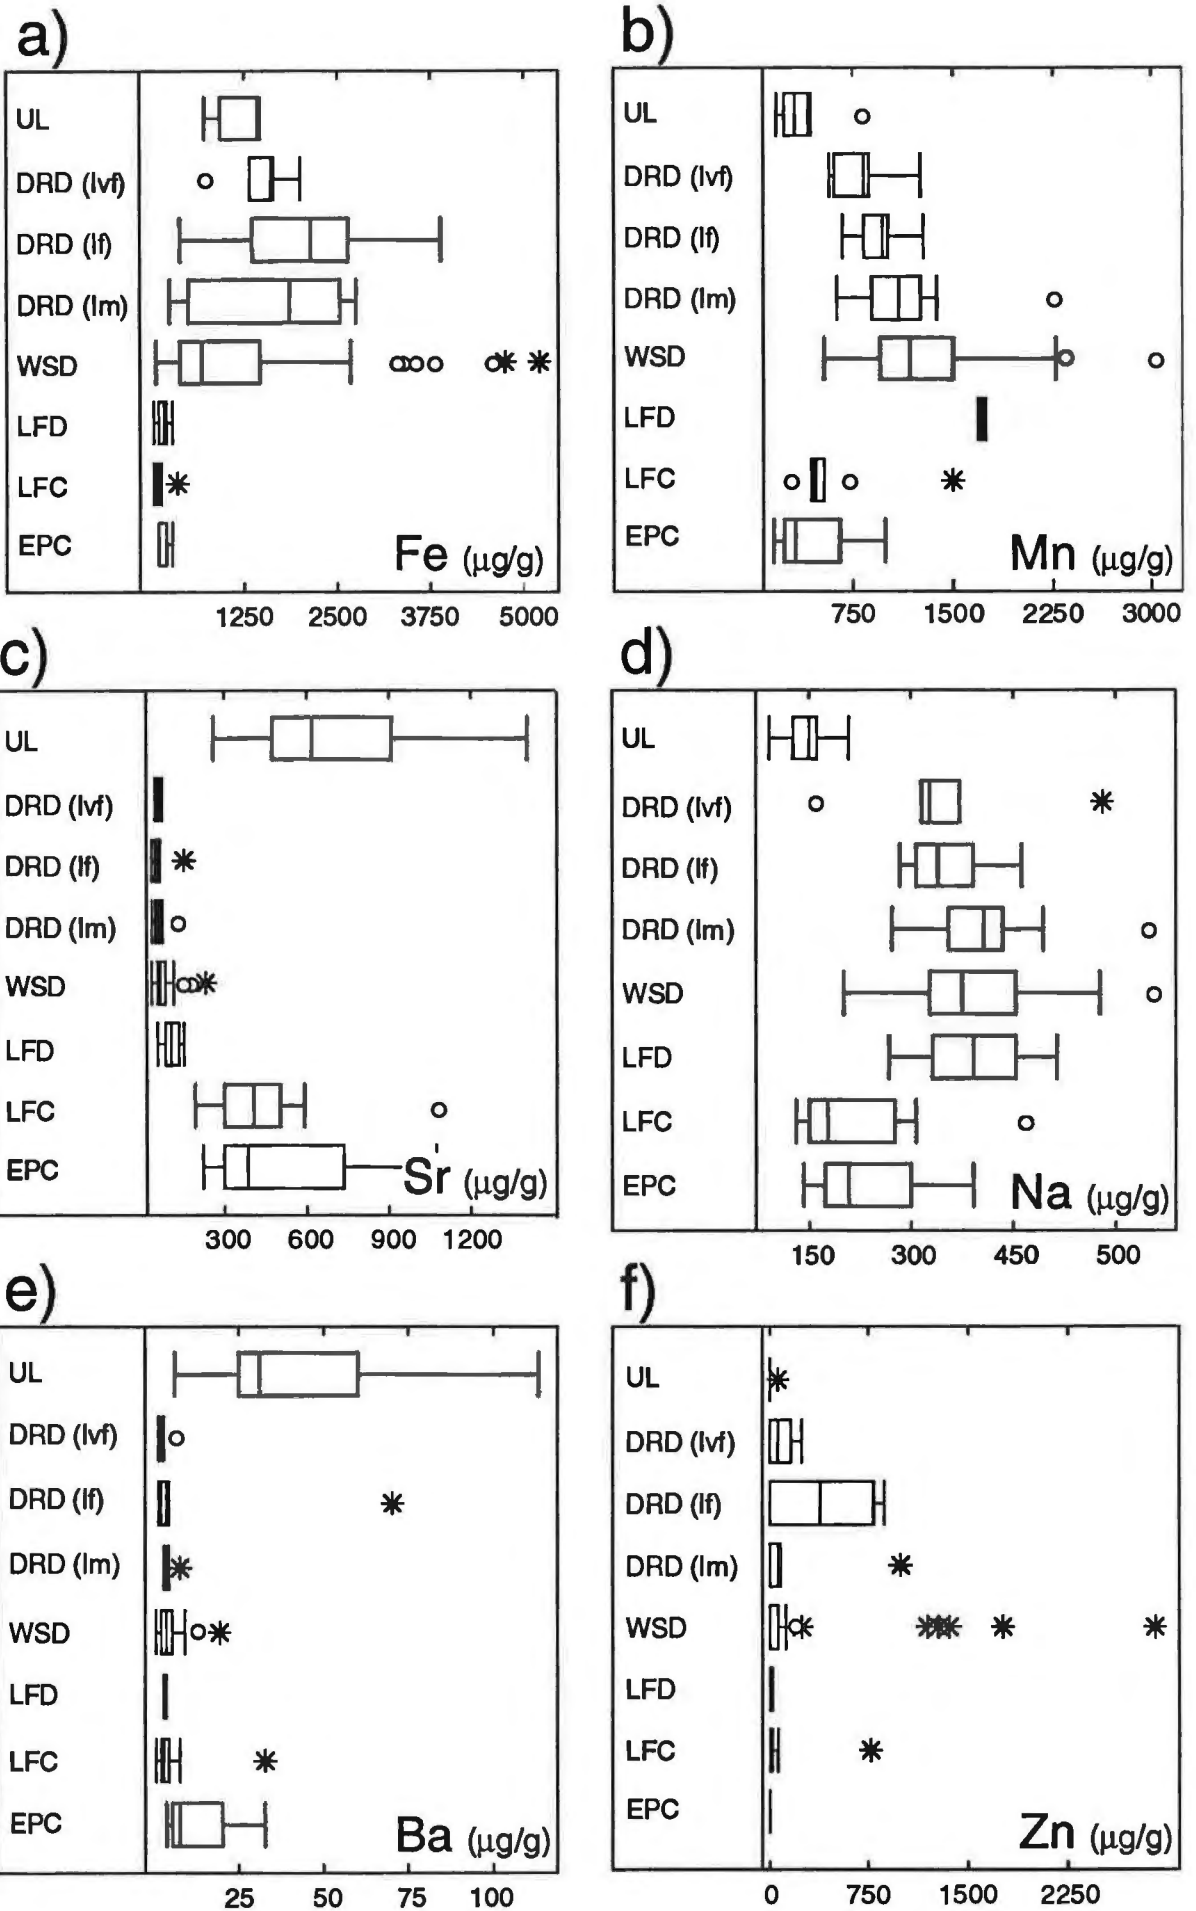 a)
UL
DRD (lvf)
DRD (lf)
DRD (lm)
WSD
LFD
LFC
EPC
Fe (µg/g)
1250 2500 3750 5000
b)
UL
DRD (lvf)
DRD (lf)
DRD (lm)
WSD
LFD
LFC
EPC
Mn (µg/g)
750 1500 2250 3000
c)
UL
DRD (lvf)
DRD (lf)
DRD (lm)
WSD
LFD
LFC
EPC
Sr (µg/g)
300 600 900 1200
d)
UL
DRD (lvf)
DRD (lf)
DRD (lm)
WSD
LFD
LFC
EPC
Na (µg/g)
150 300 450 500
e)
UL
DRD (lvf)
DRD (lf)
DRD (lm)
WSD
LFD
LFC
EPC
Ba (µg/g)
25 50 75 100
f)
UL
DRD (lvf)
DRD (lf)
DRD (lm)
WSD
LFD
LFC
EPC
Zn (µg/g)
0 750 1500 2250